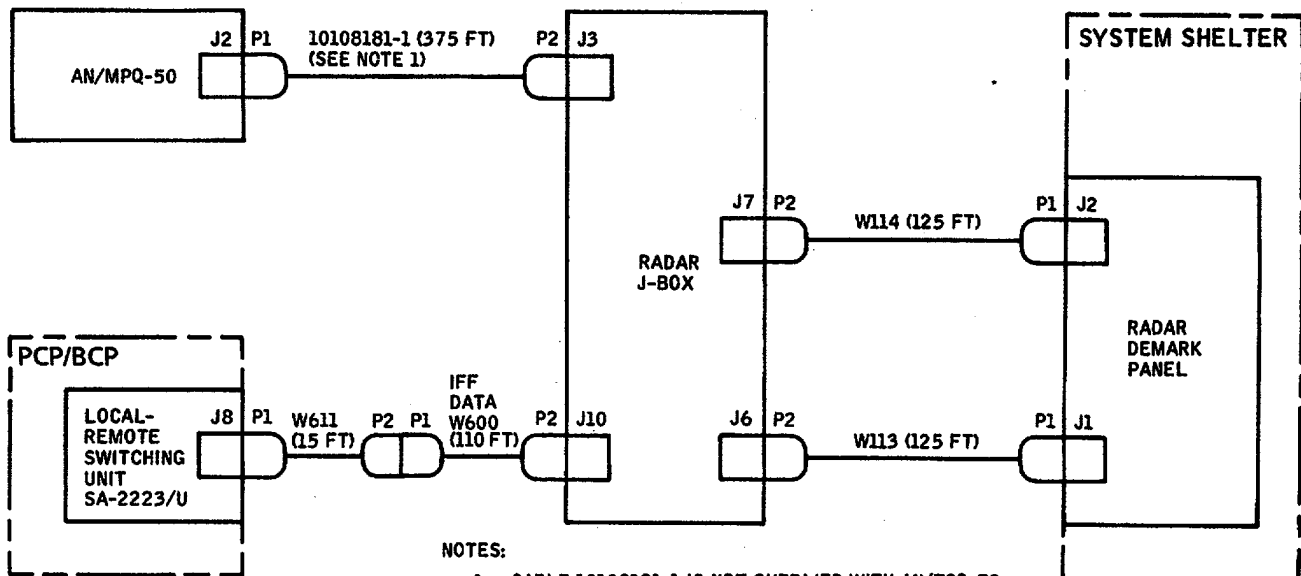 J2 P1
10108181-1 (375 FT)
(SEE NOTE 1)
P2 J3
AN/MPQ-50
SYSTEM SHELTER
J7 P2
W114 (125 FT)
P1 J2
RADAR
J-BOX
RADAR
DEMARK
PANEL
PCP/BCP
LOCAL-
REMOTE
SWITCHING
UNIT
SA-2223/U
J8 P1
W611
(15 FT)
P2 P1
IFF
DATA
W600
(110 FT)
P2 J10
J6 P2
W113 (125 FT)
P1 J1
NOTES: